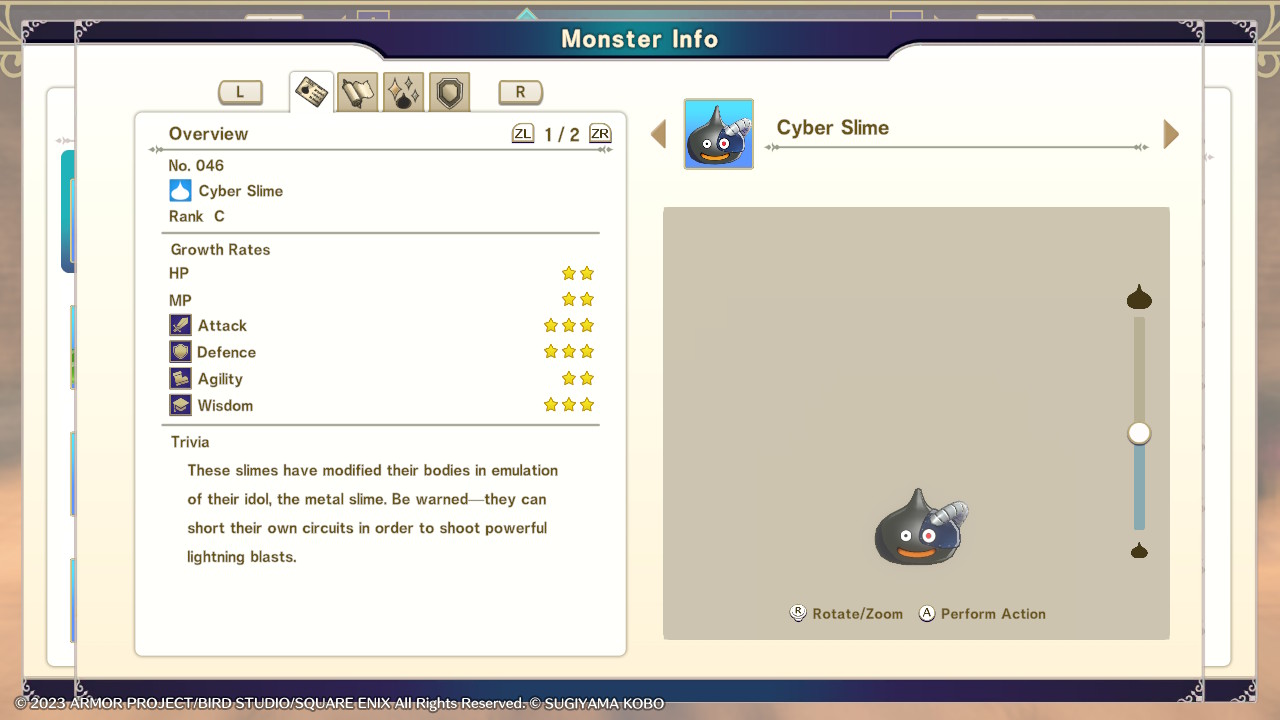 Monster Info
L
R
Overview
ZL 1 / 2 ZR
No. 046
Cyber Slime
Rank C
Growth Rates
HP
MP
Attack
Defence
Agility
Wisdom
Trivia
These slimes have modified their bodies in emulation
of their idol, the metal slime. Be warned—they can
short their own circuits in order to shoot powerful
lightning blasts.
Cyber Slime
R Rotate/Zoom A Perform Action
© 2023 ARMOR PROJECT/BIRD STUDIO/SQUARE ENIX All Rights Reserved. © SUGIYAMA KOBO